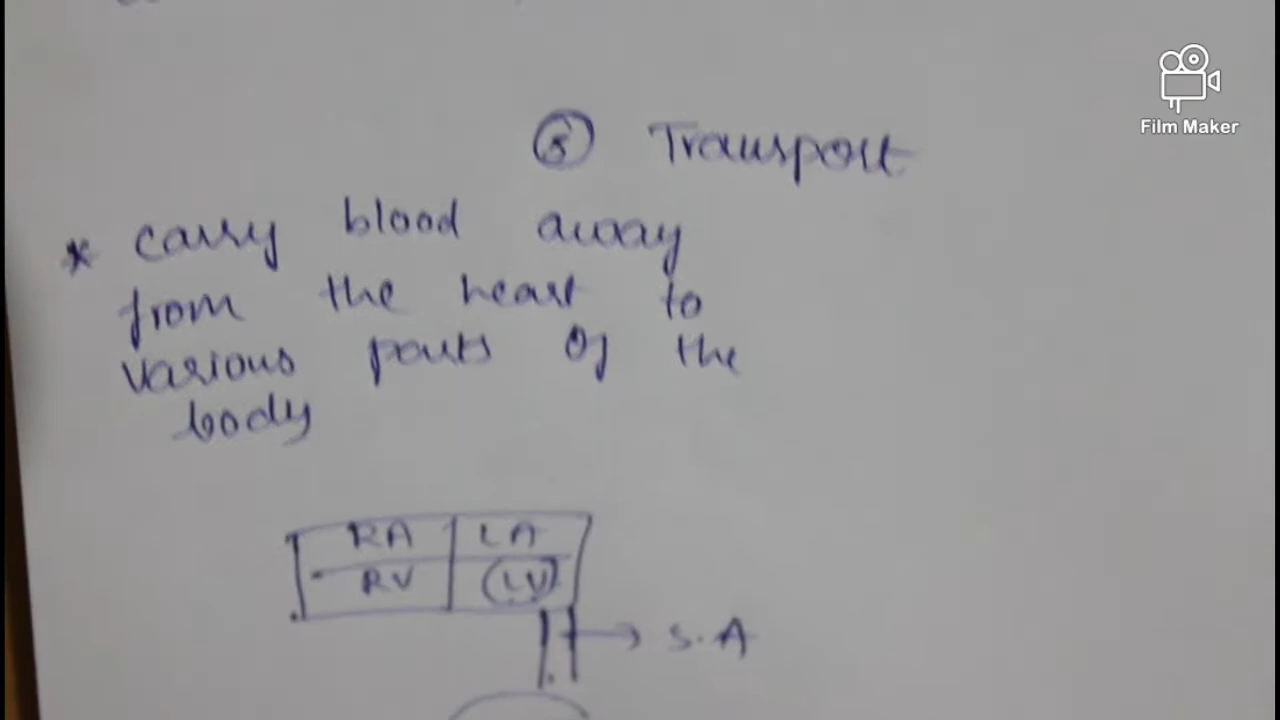 Film Maker
⑧ Transport
* carry blood away
from the heart to
various parts of the
body
RA LA
RV LV
S.A